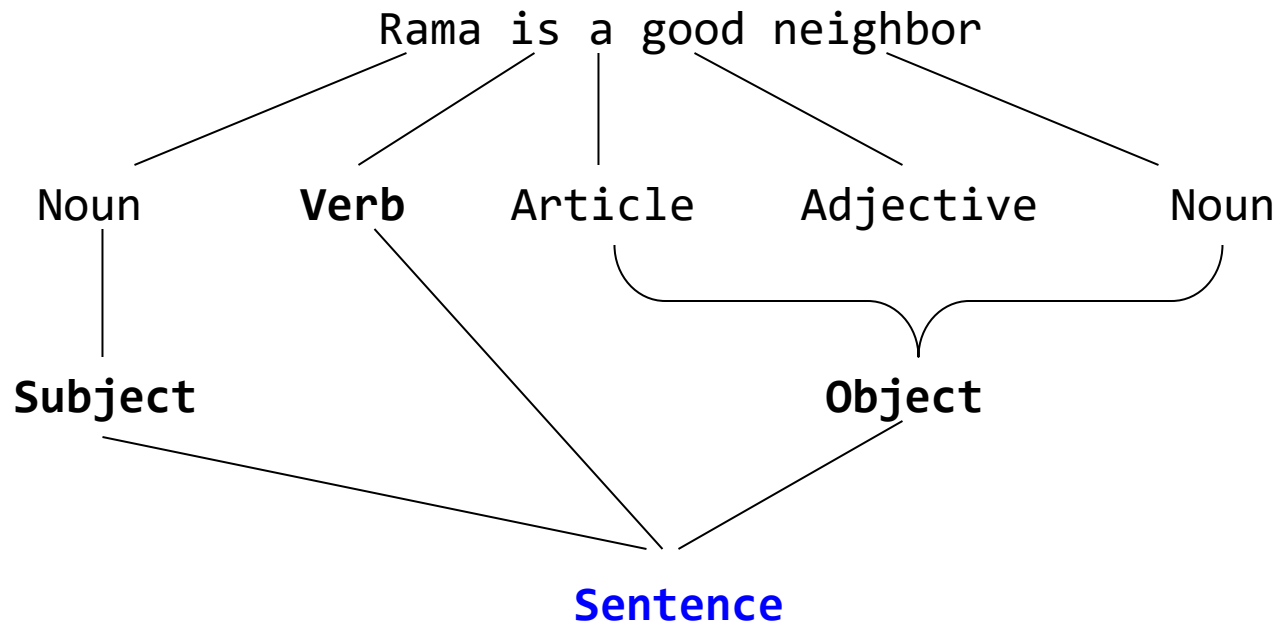 Rama is a good neighbor
Noun Verb Article Adjective Noun
Subject Object
Sentence